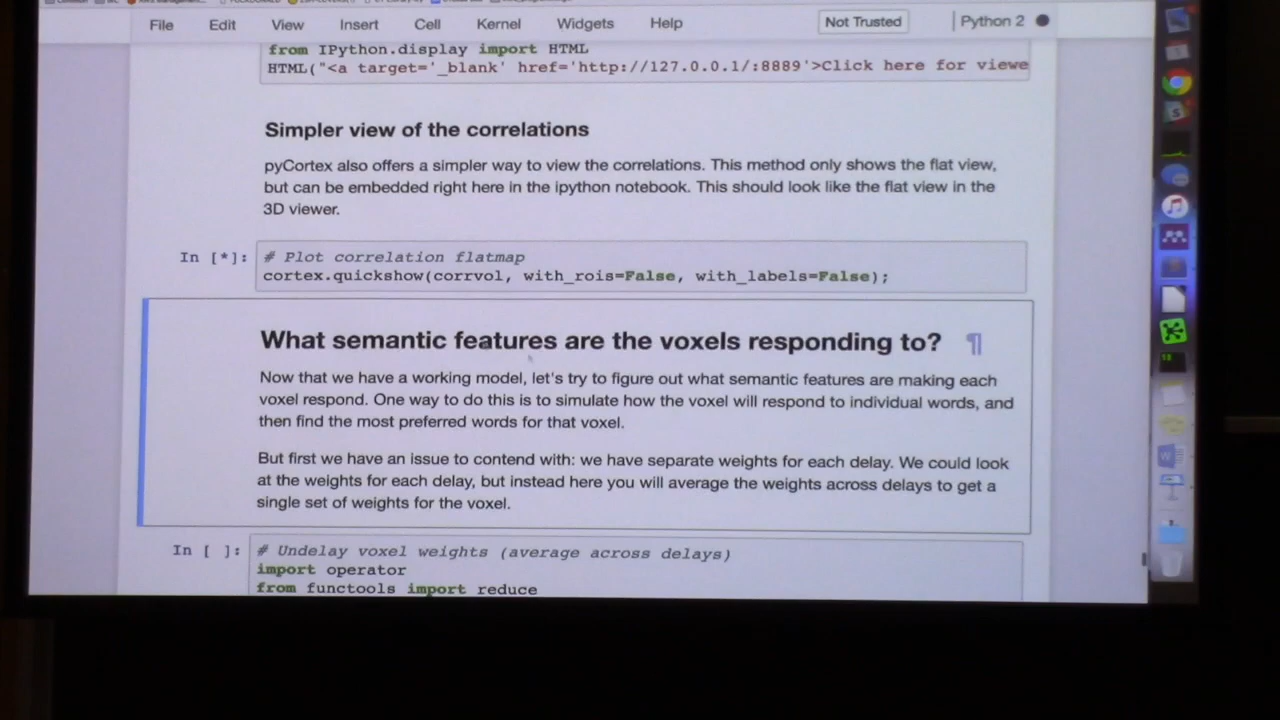 File Edit View Insert Cell Kernel Widgets Help Not Trusted Python 2
from IPython.display import HTML
HTML("<a target='_blank' href='http://127.0.0.1/:8889'>Click here for viewe
Simpler view of the correlations
pyCortex also offers a simpler way to view the correlations. This method only shows the flat view,
but can be embedded right here in the ipython notebook. This should look like the flat view in the
3D viewer.
In [*]: # Plot correlation flatmap
cortex.quickshow(corrvol, with_rois=False, with_labels=False);
What semantic features are the voxels responding to? ¶
Now that we have a working model, let's try to figure out what semantic features are making each
voxel respond. One way to do this is to simulate how the voxel will respond to individual words, and
then find the most preferred words for that voxel.
But first we have an issue to contend with: we have separate weights for each delay. We could look
at the weights for each delay, but instead here you will average the weights across delays to get a
single set of weights for the voxel.
In [ ]: # Undelay voxel weights (average across delays)
import operator
from functools import reduce